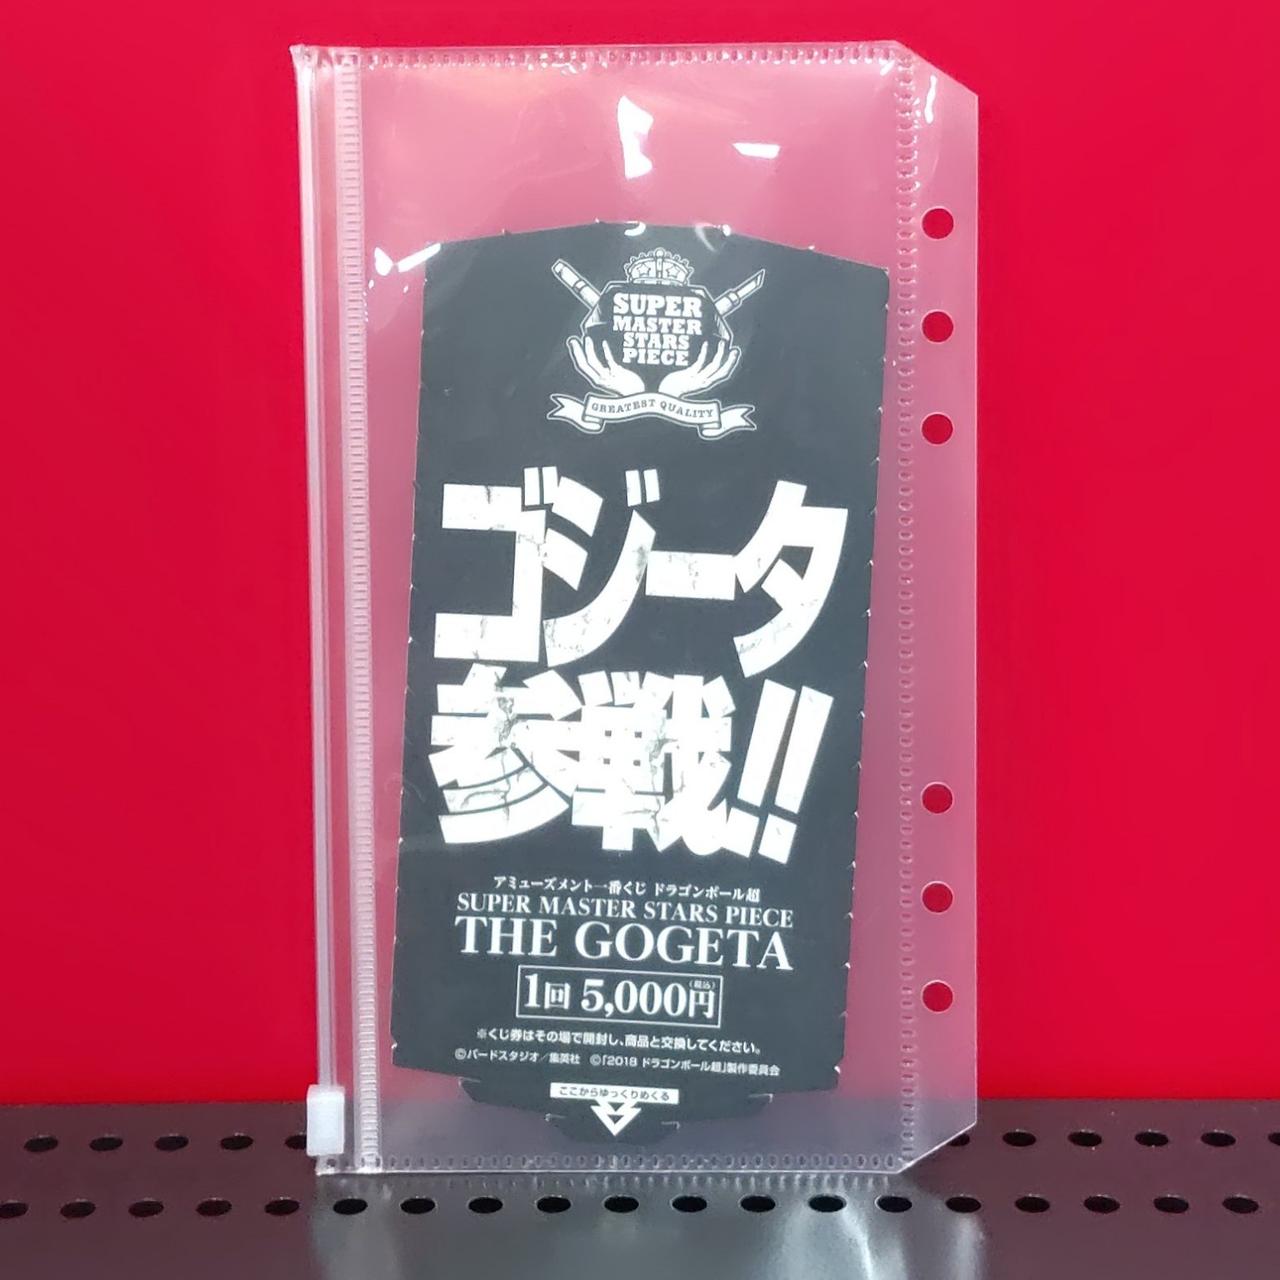 SUPER
MASTER
STARS
PIECE
GREATEST QUALITY
ゴジータ
参戦!!
アミューズメント一番くじ ドラゴンボール超
SUPER MASTER STARS PIECE
THE GOGETA
1回 5,000円(税込)
※くじ券はその場で開封し、商品と交換してください。
©バードスタジオ/集英社 ©「2018 ドラゴンボール超」製作委員会
ここからゆっくりめくる